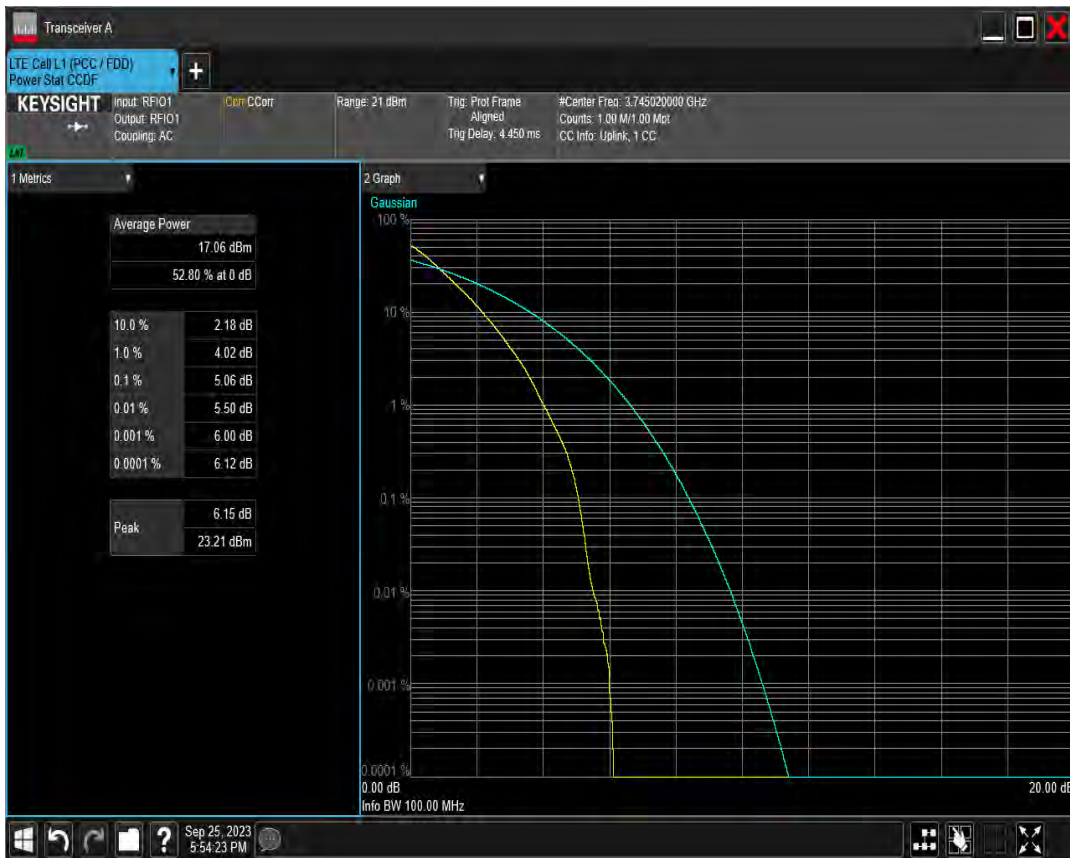 Transceiver A
LTE Cell L1 (PCC / FDD)
Power Stat CCDF
+
KEYSIGHT
Input: RFIO1
Output: RFIO1
Coupling: AC
Corr CCorr
Range: 21 dBm
Trig: Prot Frame
Aligned
Trig Delay: 4.450 ms
#Center Freq: 3.745020000 GHz
Counts: 1.00 M/1.00 Mpt
CC Info: Uplink, 1 CC
LXI
1 Metrics
Average Power
17.06 dBm
52.80 % at 0 dB
10.0 % 2.18 dB
1.0 % 4.02 dB
0.1 % 5.06 dB
0.01 % 5.50 dB
0.001 % 6.00 dB
0.0001 % 6.12 dB
Peak
6.15 dB
23.21 dBm
2 Graph
Gaussian
100 %
10 %
1 %
0.1 %
0.01 %
0.001 %
0.0001 %
0.00 dB
20.00 dB
Info BW 100.00 MHz
?
Sep 25, 2023
5:54:23 PM